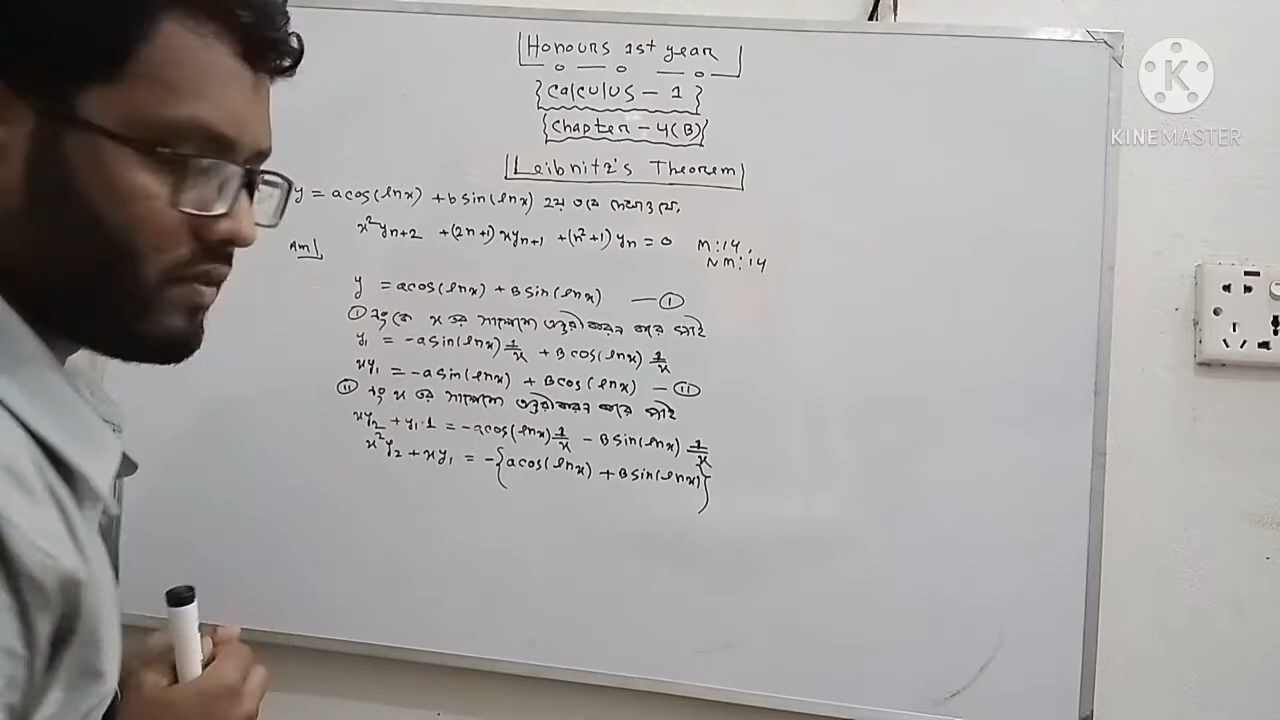 Honours 1st year
Calculus - 1
Chapter - 4(B)
Leibnitz's Theorem
y = acos(lnx) + bsin(lnx) হয় তবে দেখাও যে,
x²yₙ₊₂ + (2n+1)xyₙ₊₁ + (n²+1)yₙ = 0 M:14,
NM:14
y = acos(lnx) + Bsin(lnx) — (i)
(i) নং কে x এর সাপেক্ষে অন্তরীকরণ করে পাই
y₁ = -asin(lnx) 1/x + Bcos(lnx) 1/x
xy₁ = -asin(lnx) + Bcos(lnx) — (ii)
(ii) নং x এর সাপেক্ষে অন্তরীকরণ করে পাই
xy₂ + y₁.1 = -acos(lnx) 1/x - Bsin(lnx) 1/x
x²y₂ + xy₁ = -{acos(lnx) + Bsin(lnx)}
K
KINEMASTER